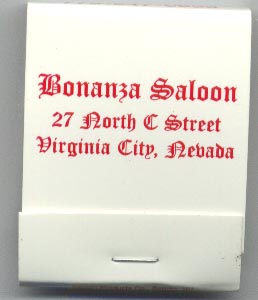 Bonanza Saloon
27 North C Street
Virginia City, Nevada